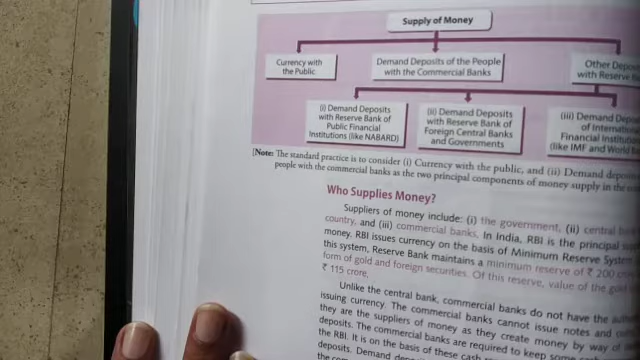 Supply of Money
Currency with
the Public
Demand Deposits of the People
with the Commercial Banks
Other
with Reserve
(i) Demand Deposits
with Reserve Bank of
Public Financial
Institutions (like NABARD)
(ii) Demand Deposits
with Reserve Bank of
Foreign Central Banks
and Governments
(iii) Demand
of
Financial
(like IMF and World
[Note: The standard practice is to consider (i) Currency with the public, and (ii) Demand
people with the commercial banks as the two principal components of money supply in the
Who Supplies Money?
Suppliers of money include: (i) the government, (ii) central
country, and (iii) commercial banks. In India, RBI is the principal
money. RBI issues currency on the basis of Minimum Reserve System
this system, Reserve Bank maintains a minimum reserve of ₹ 200
form of gold and foreign securities. Of this reserve, value of the gold
₹ 115 crore.
Unlike the central bank, commercial banks do not have the
issuing currency. The commercial banks cannot issue notes and
they are the suppliers of money as they create money by way of
deposits. The commercial banks are required to keep some
the RBI. It is on the basis of these cash
deposits. Demand